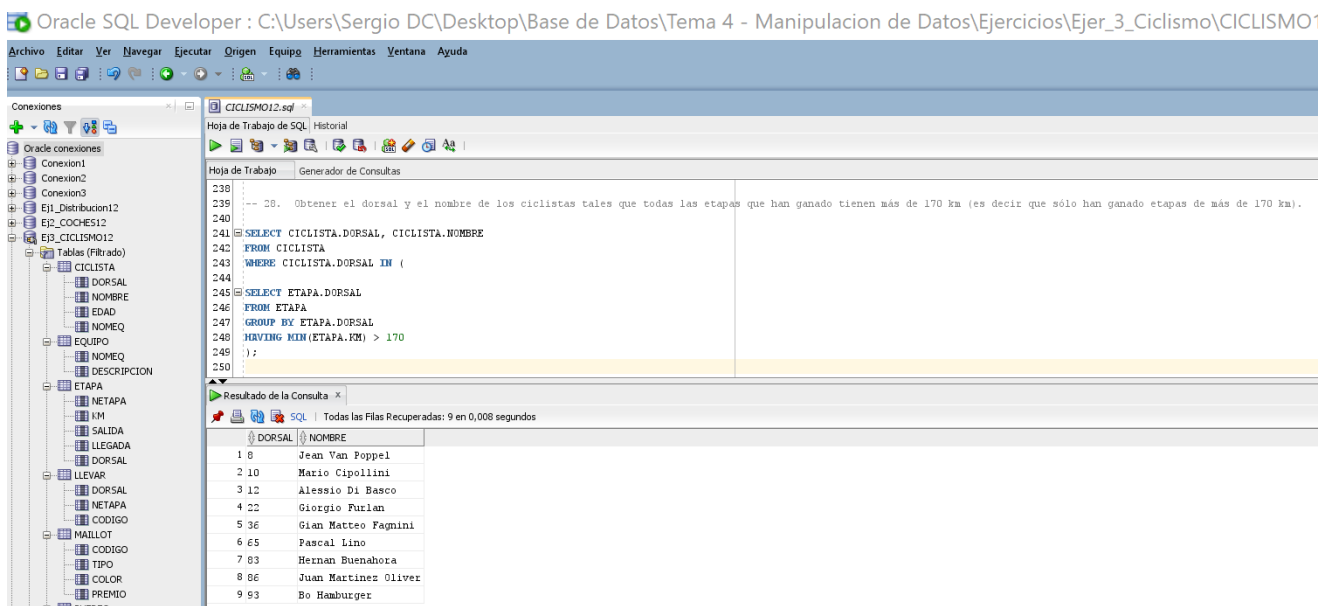 Oracle SQL Developer : C:\Users\Sergio DC\Desktop\Base de Datos\Tema 4 - Manipulacion de Datos\Ejercicios\Ejer_3_Ciclismo\CICLISMO1
Archivo Editar Ver Navegar Ejecutar Origen Equipo Herramientas Ventana Ayuda
Conexiones
Oracle conexiones
Conexion1
Conexion2
Conexion3
Ej1_Distribucion12
Ej2_COCHES12
Ej3_CICLISMO12
Tablas (Filtrado)
CICLISTA
DORSAL
NOMBRE
EDAD
NOMEQ
EQUIPO
NOMEQ
DESCRIPCION
ETAPA
NETAPA
KM
SALIDA
LLEGADA
DORSAL
LLEVAR
DORSAL
NETAPA
CODIGO
MAILLOT
CODIGO
TIPO
COLOR
PREMIO
CICLISMO12.sql
Hoja de Trabajo de SQL Historial
Hoja de Trabajo Generador de Consultas
238
239 -- 28. Obtener el dorsal y el nombre de los ciclistas tales que todas las etapas que han ganado tienen más de 170 km (es decir que sólo han ganado etapas de más de 170 km).
240
241 SELECT CICLISTA.DORSAL, CICLISTA.NOMBRE
242 FROM CICLISTA
243 WHERE CICLISTA.DORSAL IN (
244
245 SELECT ETAPA.DORSAL
246 FROM ETAPA
247 GROUP BY ETAPA.DORSAL
248 HAVING MIN(ETAPA.KM) > 170
249 );
250
Resultado de la Consulta
SQL | Todas las Filas Recuperadas: 9 en 0,008 segundos
DORSAL NOMBRE
1 8 Jean Van Poppel
2 10 Mario Cipollini
3 12 Alessio Di Basco
4 22 Giorgio Furlan
5 36 Gian Matteo Fagnini
6 65 Pascal Lino
7 83 Hernan Buenahora
8 86 Juan Martinez Oliver
9 93 Bo Hamburger